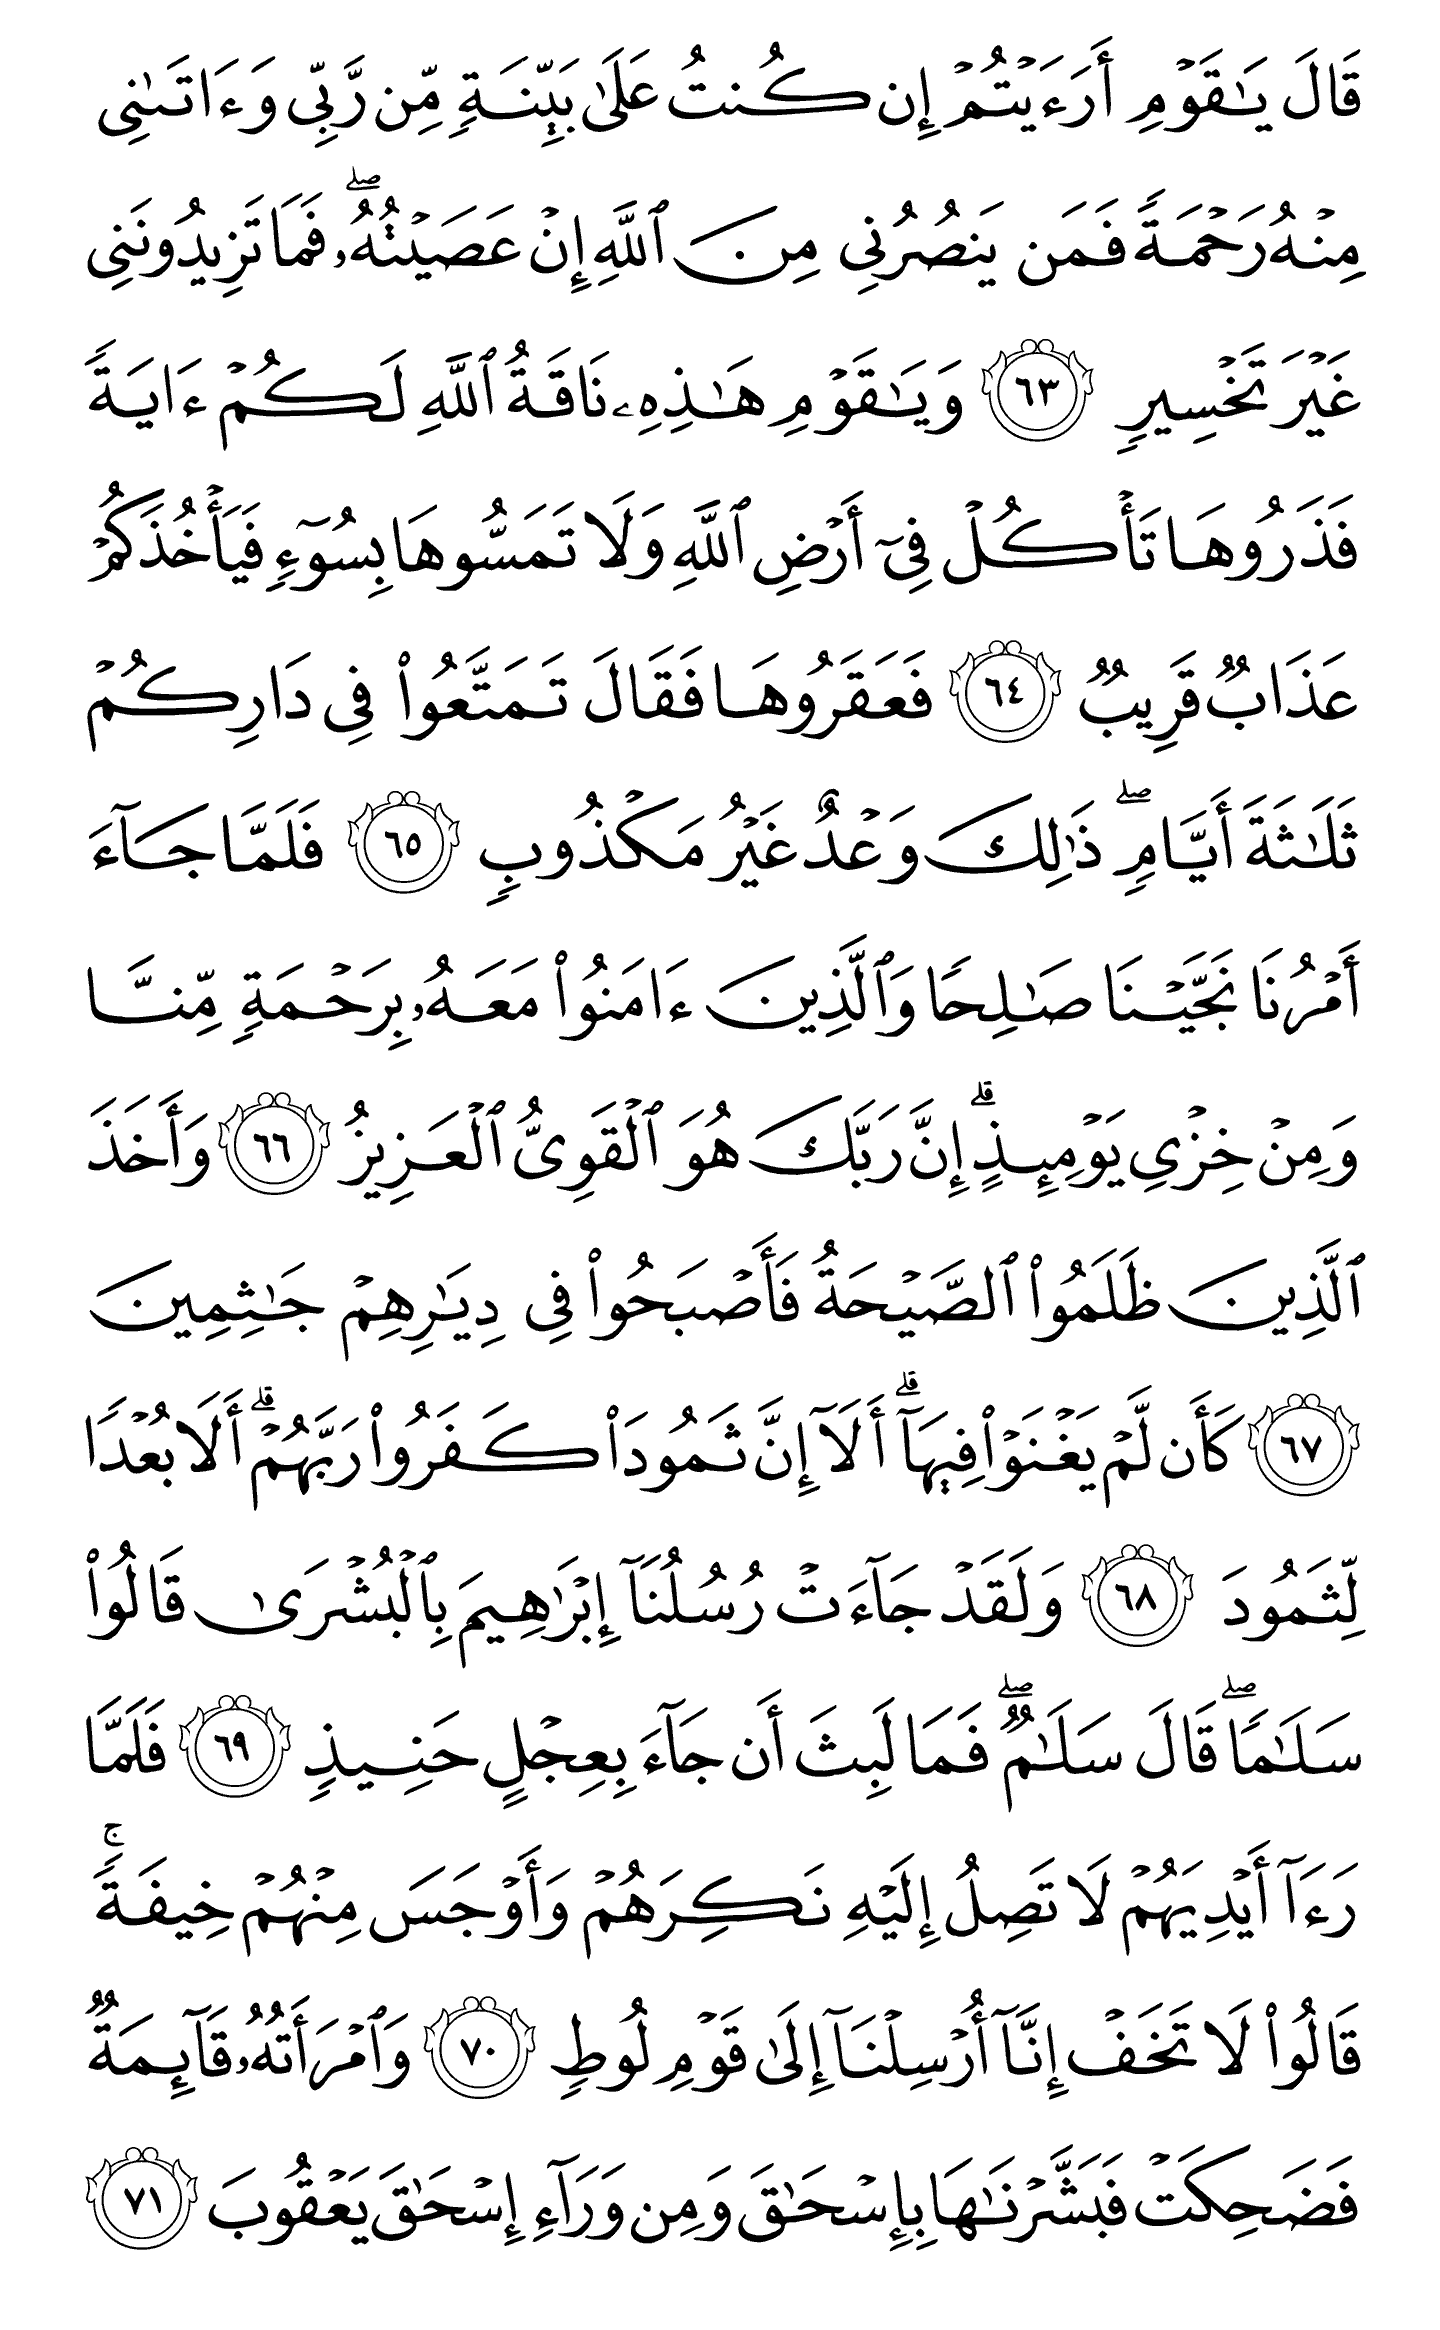 قَالَ يَـٰقَوْمِ أَرَءَيْتُمْ إِن كُنتُ عَلَىٰ بَيِّنَةٍ مِّن رَّبِّى وَءَاتَىٰنِى
مِنْهُ رَحْمَةً فَمَن يَنصُرُنِى مِنَ ٱللَّهِ إِنْ عَصَيْتُهُۥ ۖ فَمَا تَزِيدُونَنِى
غَيْرَ تَخْسِيرٍ ٦٣ وَيَـٰقَوْمِ هَـٰذِهِۦ نَاقَةُ ٱللَّهِ لَكُمْ ءَايَةً
فَذَرُوهَا تَأْكُلْ فِىٓ أَرْضِ ٱللَّهِ وَلَا تَمَسُّوهَا بِسُوٓءٍ فَيَأْخُذَكُمْ
عَذَابٌ قَرِيبٌ ٦٤ فَعَقَرُوهَا فَقَالَ تَمَتَّعُوا۟ فِى دَارِكُمْ
ثَلَـٰثَةَ أَيَّامٍ ۖ ذَٰلِكَ وَعْدٌ غَيْرُ مَكْذُوبٍ ٦٥ فَلَمَّا جَآءَ
أَمْرُنَا نَجَّيْنَا صَـٰلِحًا وَٱلَّذِينَ ءَامَنُوا۟ مَعَهُۥ بِرَحْمَةٍ مِّنَّا
وَمِنْ خِزْىِ يَوْمِئِذٍ ۗ إِنَّ رَبَّكَ هُوَ ٱلْقَوِىُّ ٱلْعَزِيزُ ٦٦ وَأَخَذَ
ٱلَّذِينَ ظَلَمُوا۟ ٱلصَّيْحَةُ فَأَصْبَحُوا۟ فِى دِيَـٰرِهِمْ جَـٰثِمِينَ
٦٧ كَأَن لَّمْ يَغْنَوْا۟ فِيهَآ ۗ أَلَآ إِنَّ ثَمُودَا۟ كَفَرُوا۟ رَبَّهُمْ ۗ أَلَا بُعْدًا
لِّثَمُودَ ٦٨ وَلَقَدْ جَآءَتْ رُسُلُنَآ إِبْرَٰهِيمَ بِٱلْبُشْرَىٰ قَالُوا۟
سَلَـٰمًا ۖ قَالَ سَلَـٰمٌ ۖ فَمَا لَبِثَ أَن جَآءَ بِعِجْلٍ حَنِيذٍ ٦٩ فَلَمَّا
رَءَآ أَيْدِيَهُمْ لَا تَصِلُ إِلَيْهِ نَكِرَهُمْ وَأَوْجَسَ مِنْهُمْ خِيفَةً ۚ
قَالُوا۟ لَا تَخَفْ إِنَّآ أُرْسِلْنَآ إِلَىٰ قَوْمِ لُوطٍ ٧٠ وَٱمْرَأَتُهُۥ قَآئِمَةٌ
فَضَحِكَتْ فَبَشَّرْنَـٰهَا بِإِسْحَـٰقَ وَمِن وَرَآءِ إِسْحَـٰقَ يَعْقُوبَ ٧١